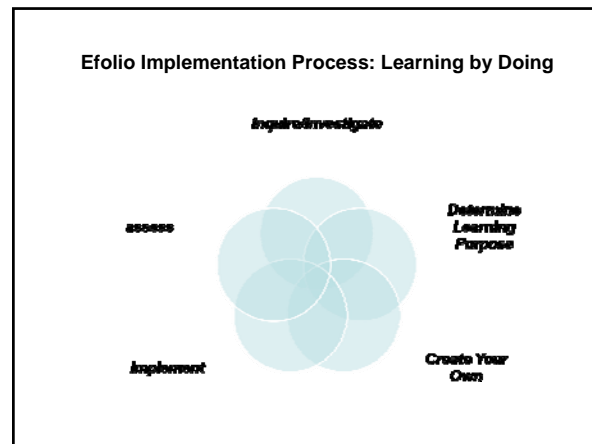 Efolio Implementation Process: Learning by Doing
Inquire/investigate
assess
Determine
Learning
Purpose
implement
Create Your
Own